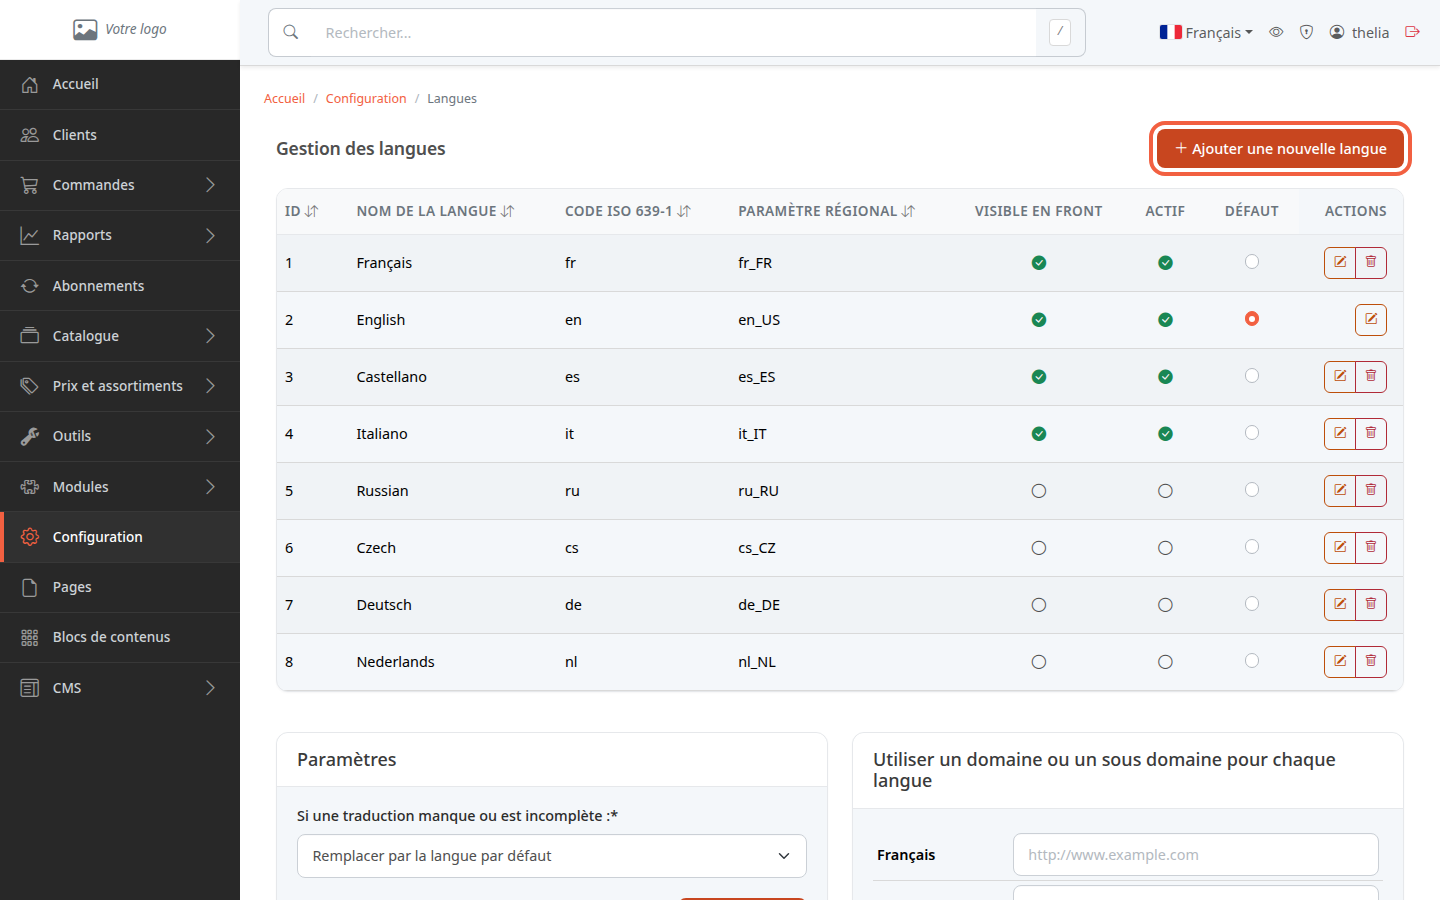 Votre logo
Rechercher...
/
Français
thelia
Accueil
Clients
Commandes
Rapports
Abonnements
Catalogue
Prix et assortiments
Outils
Modules
Configuration
Pages
Blocs de contenus
CMS
Accueil / Configuration / Langues
Gestion des langues
+ Ajouter une nouvelle langue
ID NOM DE LA LANGUE CODE ISO 639-1 PARAMÈTRE RÉGIONAL VISIBLE EN FRONT ACTIF DÉFAUT ACTIONS
1 Français fr fr_FR
2 English en en_US
3 Castellano es es_ES
4 Italiano it it_IT
5 Russian ru ru_RU
6 Czech cs cs_CZ
7 Deutsch de de_DE
8 Nederlands nl nl_NL
Paramètres
Si une traduction manque ou est incomplète :*
Remplacer par la langue par défaut
Utiliser un domaine ou un sous domaine pour chaque
langue
Français http://www.example.com